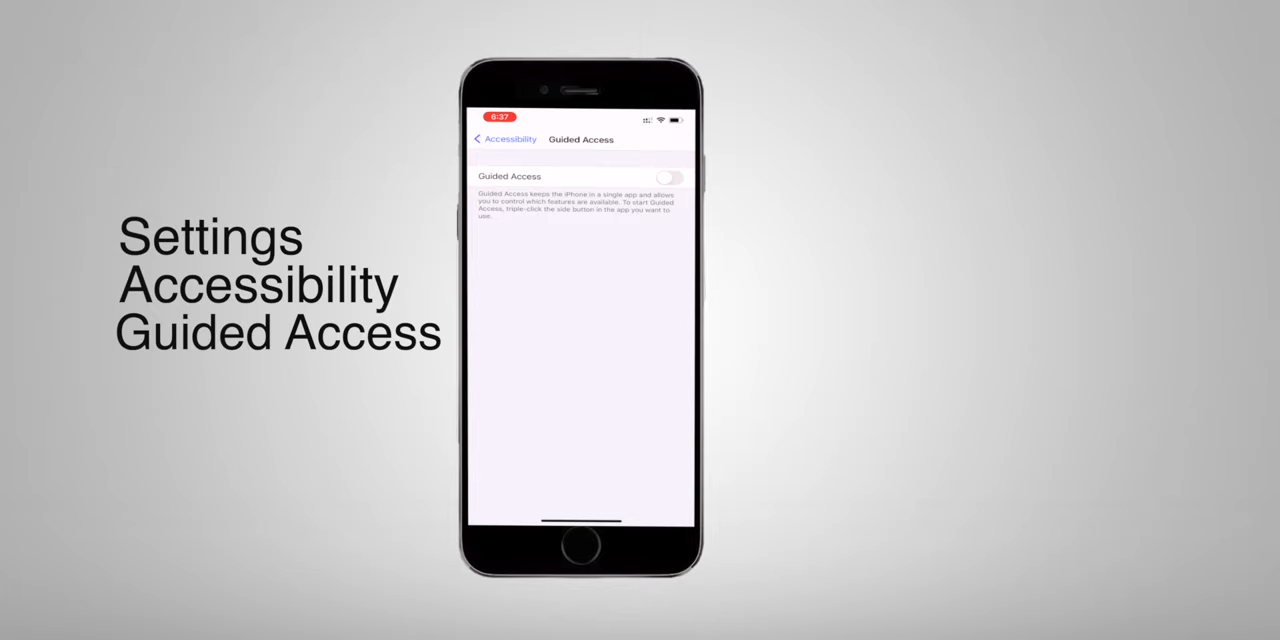 Settings
Accessibility
Guided Access
6:37
Accessibility
Guided Access
Guided Access
Guided Access keeps the iPhone in a single app and allows
you to control which features are available. To start Guided
Access, triple-click the side button in the app you want to
use.